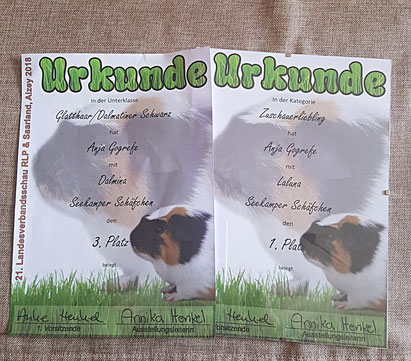 21. Landesverbandsschau RLP & Saarland, Alzey 2018
Urkunde
In der Unterklasse
Glatthaar/Dalmatiner Schwarz
hat
Anja Gogrefe
mit
Dalmina
Seekamper Schäfchen
den
3. Platz
belegt
Anke Henkel Annika Henkel
1. Vorsitzende Ausstellungsleiterin
Urkunde
In der Kategorie
Zuschauerliebling
hat
Anja Gogrefe
mit
Laluna
Seekamper Schäfchen
den
1. Platz
belegt
Henkel Annika Henkel
Vorsitzende Ausstellungsleiterin